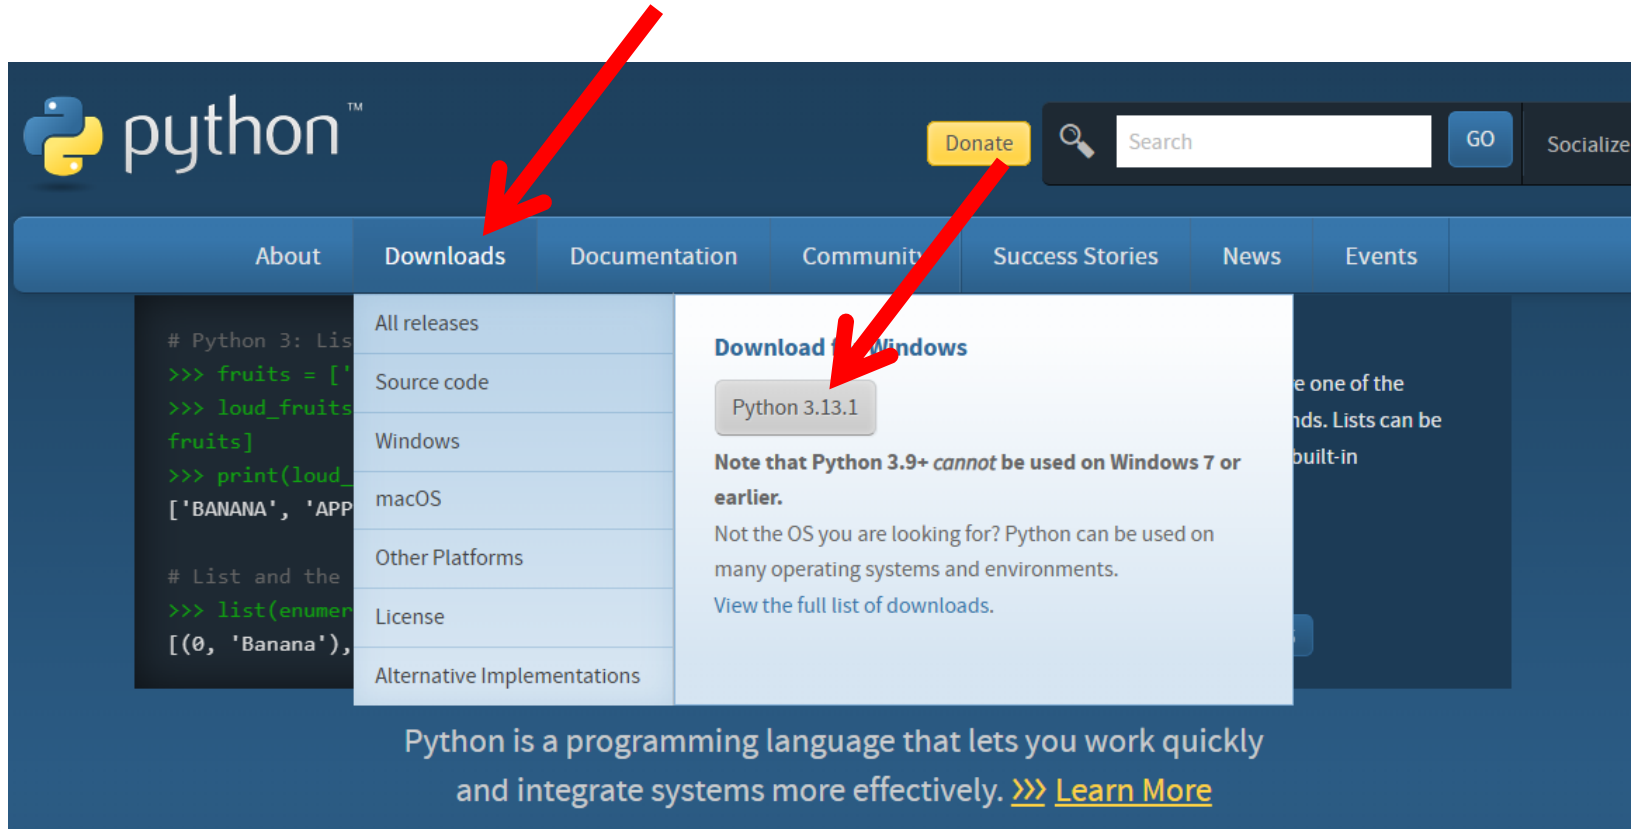 python™
Donate
Search
GO
Socialize
About
Downloads
Documentation
Community
Success Stories
News
Events
All releases
Source code
Windows
macOS
Other Platforms
License
Alternative Implementations
Download Windows
Python 3.13.1
Note that Python 3.9+ cannot be used on Windows 7 or
earlier.
Not the OS you are looking for? Python can be used on
many operating systems and environments.
View the full list of downloads.
# Python 3: Lis
>>> fruits = ['
>>> loud_fruits
fruits]
>>> print(loud_
['BANANA', 'APP
# List and the
>>> list(enumer
[(0, 'Banana'),
e one of the
nds. Lists can be
built-in
Python is a programming language that lets you work quickly
and integrate systems more effectively. >>> Learn More